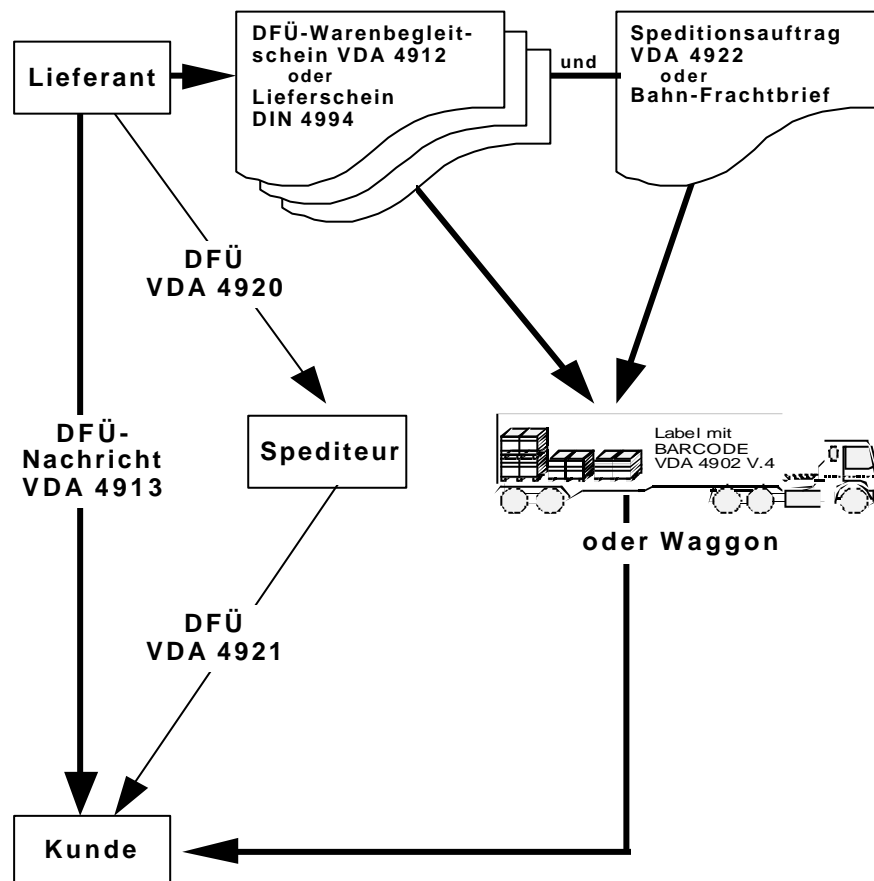 Lieferant
DFÜ-Warenbegleit-
schein VDA 4912
oder
Lieferschein
DIN 4994
und
Speditionsauftrag
VDA 4922
oder
Bahn-Frachtbrief
DFÜ
VDA 4920
DFÜ-
Nachricht
VDA 4913
Spediteur
Label mit
BARCODE
VDA 4902 V.4
oder Waggon
DFÜ
VDA 4921
Kunde